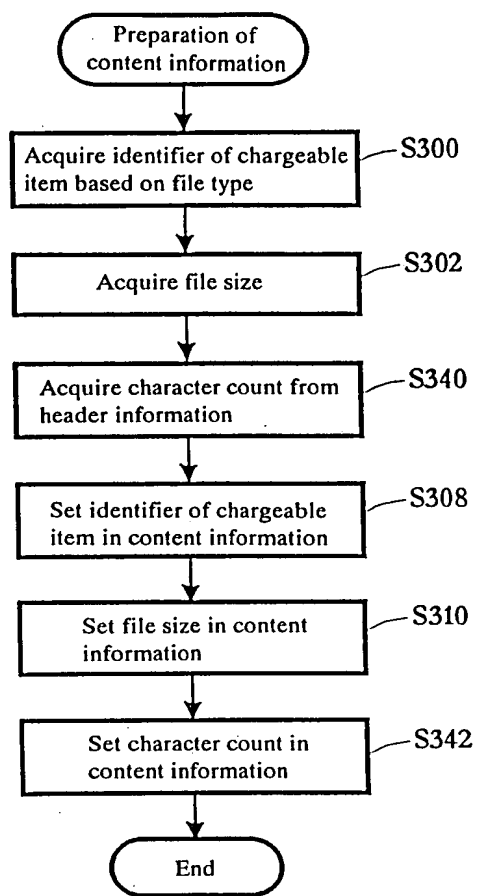 Preparation of
content information
Acquire identifier of chargeable
item based on file type
S300
Acquire file size
S302
Acquire character count from
header information
S340
Set identifier of chargeable
item in content information
S308
Set file size in content
information
S310
Set character count in
content information
S342
End